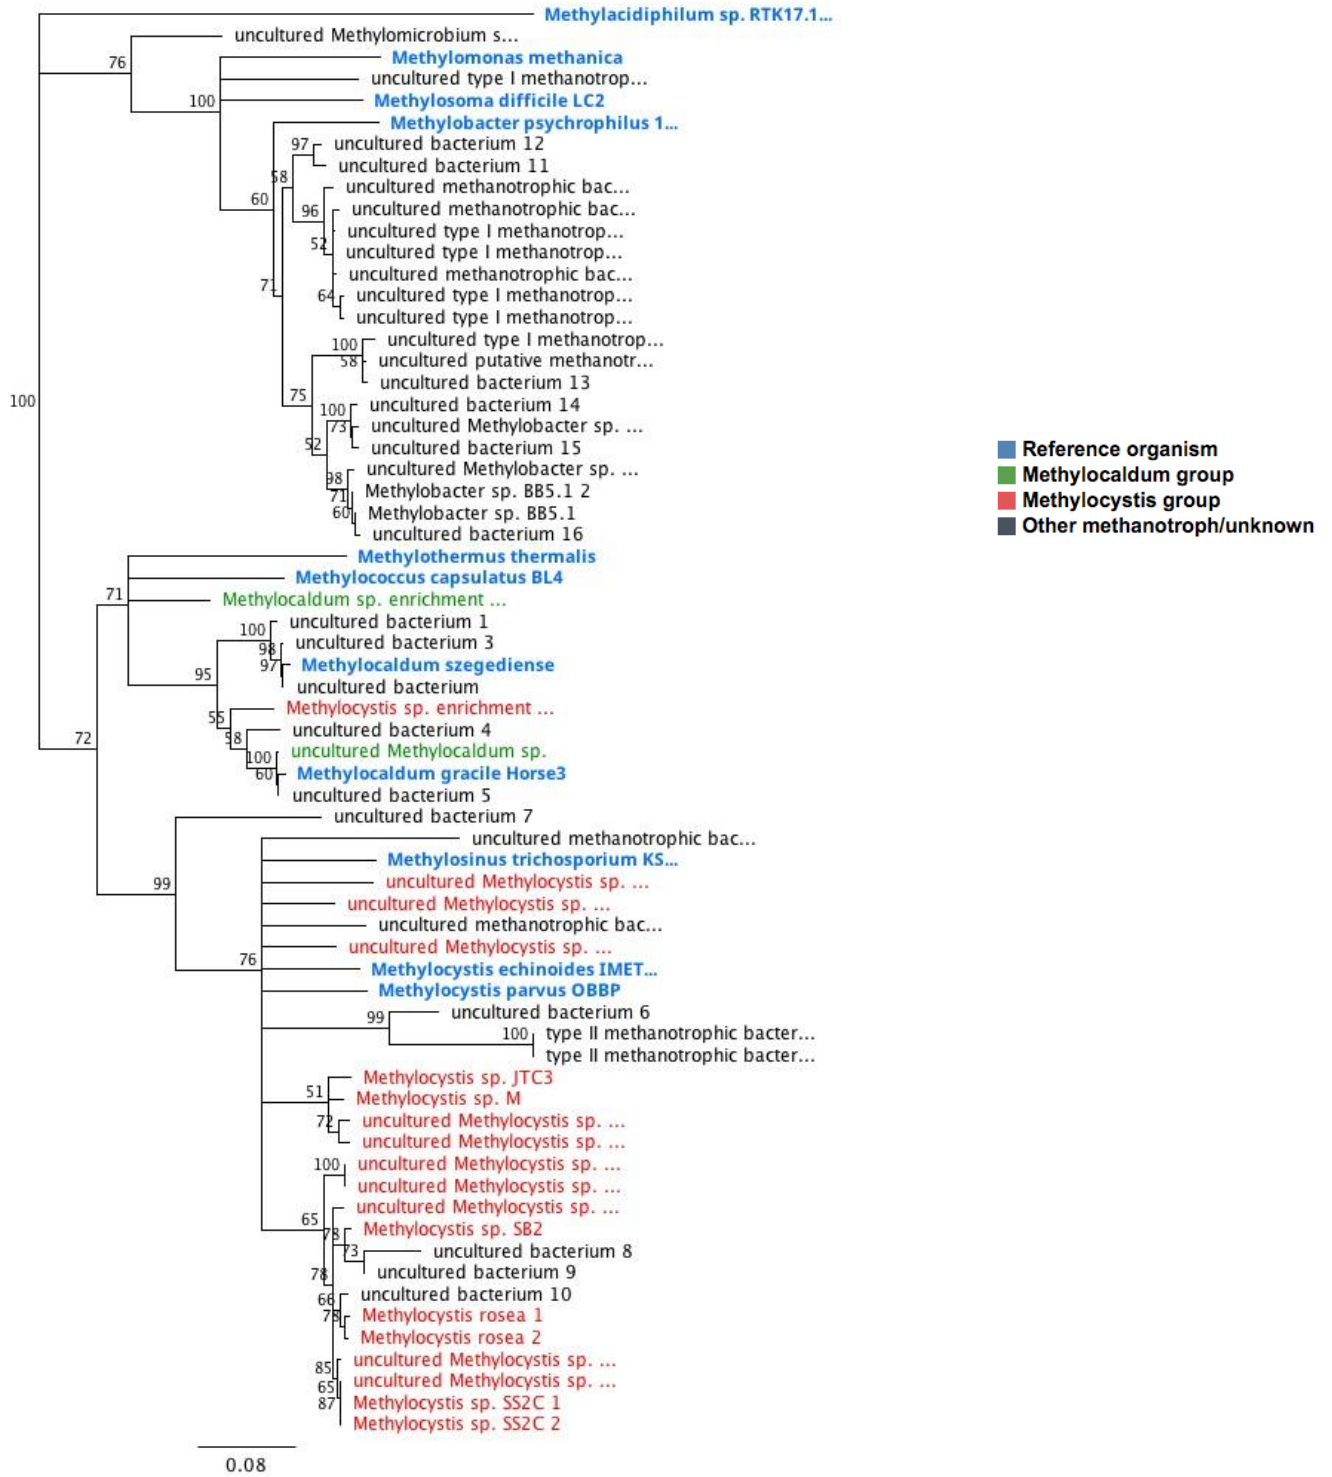 Methylacidiphilum sp. RTK17.1...
uncultured Methylomicrobium s...
76
Methylomonas methanica
uncultured type I methanotrop...
100
Methylosoma difficile LC2
Methylobacter psychrophilus 1...
97
uncultured bacterium 12
uncultured bacterium 11
58
uncultured methanotrophic bac...
60
96
uncultured methanotrophic bac...
uncultured type I methanotrop...
52
uncultured type I methanotrop...
uncultured methanotrophic bac...
71
64
uncultured type I methanotrop...
uncultured type I methanotrop...
100
uncultured type I methanotrop...
58
uncultured putative methanotr...
uncultured bacterium 13
75
100
uncultured bacterium 14
100
73
uncultured Methylobacter sp. ...
52
uncultured bacterium 15
uncultured Methylobacter sp. ...
98
71
Methylobacter sp. BB5.1 2
60
Methylobacter sp. BB5.1
uncultured bacterium 16
Methylothermus thermalis
Methylococcus capsulatus BL4
71
Methylocaldum sp. enrichment ...
100
uncultured bacterium 1
98
uncultured bacterium 3
97
Methylocaldum szegediense
95
uncultured bacterium
Methylocystis sp. enrichment ...
55
72
58
uncultured bacterium 4
100
uncultured Methylocaldum sp.
60
Methylocaldum gracile Horse3
uncultured bacterium 5
uncultured bacterium 7
uncultured methanotrophic bac...
Methylosinus trichosporium KS...
99
uncultured Methylocystis sp. ...
uncultured Methylocystis sp. ...
uncultured methanotrophic bac...
uncultured Methylocystis sp. ...
76
Methylocystis echinoides IMET...
Methylocystis parvus OBBP
99
uncultured bacterium 6
100
type II methanotrophic bacter...
type II methanotrophic bacter...
Methylocystis sp. JTC3
51
Methylocystis sp. M
72
uncultured Methylocystis sp. ...
uncultured Methylocystis sp. ...
100
uncultured Methylocystis sp. ...
uncultured Methylocystis sp. ...
uncultured Methylocystis sp. ...
65
78
Methylocystis sp. SB2
73
uncultured bacterium 8
78
uncultured bacterium 9
66
uncultured bacterium 10
78
Methylocystis rosea 1
Methylocystis rosea 2
85
uncultured Methylocystis sp. ...
65
uncultured Methylocystis sp. ...
87
Methylocystis sp. SS2C 1
Methylocystis sp. SS2C 2
0.08
Reference organism
Methylocaldum group
Methylocystis group
Other methanotroph/unknown